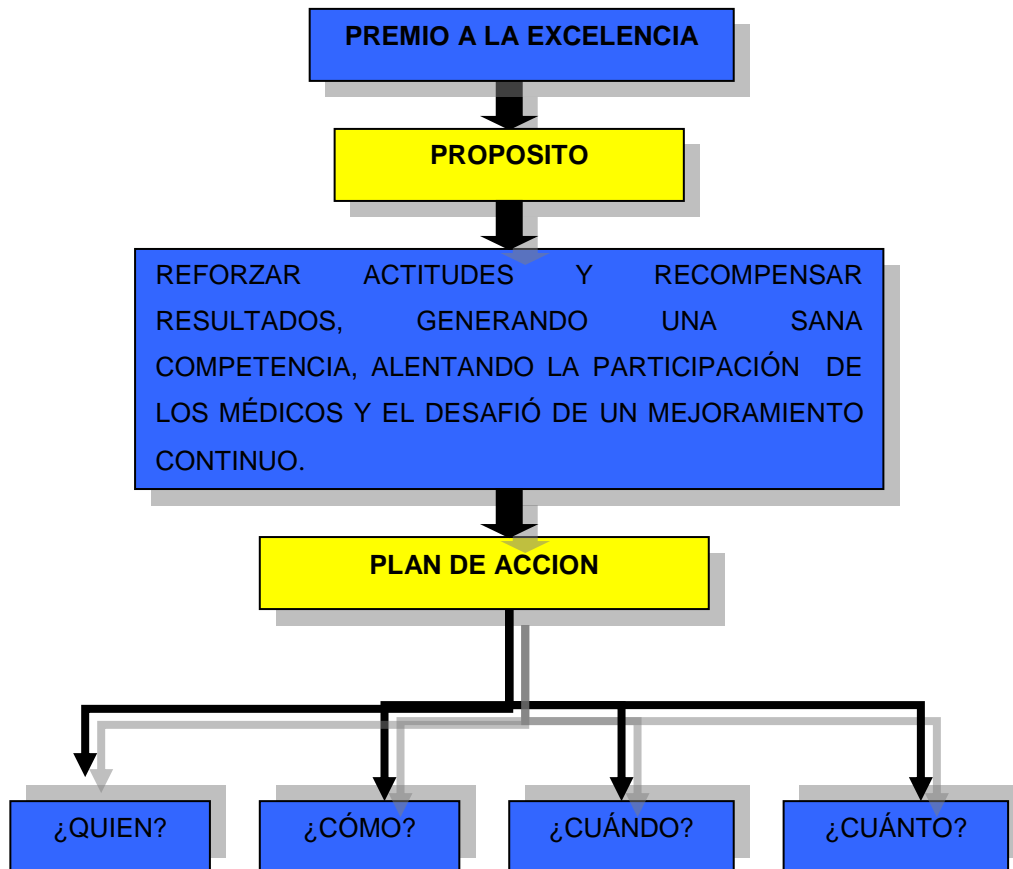 PREMIO A LA EXCELENCIA
PROPOSITO
REFORZAR ACTITUDES Y RECOMPENSAR
RESULTADOS, GENERANDO UNA SANA
COMPETENCIA, ALENTANDO LA PARTICIPACIÓN DE
LOS MÉDICOS Y EL DESAFIÓ DE UN MEJORAMIENTO
CONTINUO.
PLAN DE ACCION
¿QUIEN?
¿CÓMO?
¿CUÁNDO?
¿CUÁNTO?